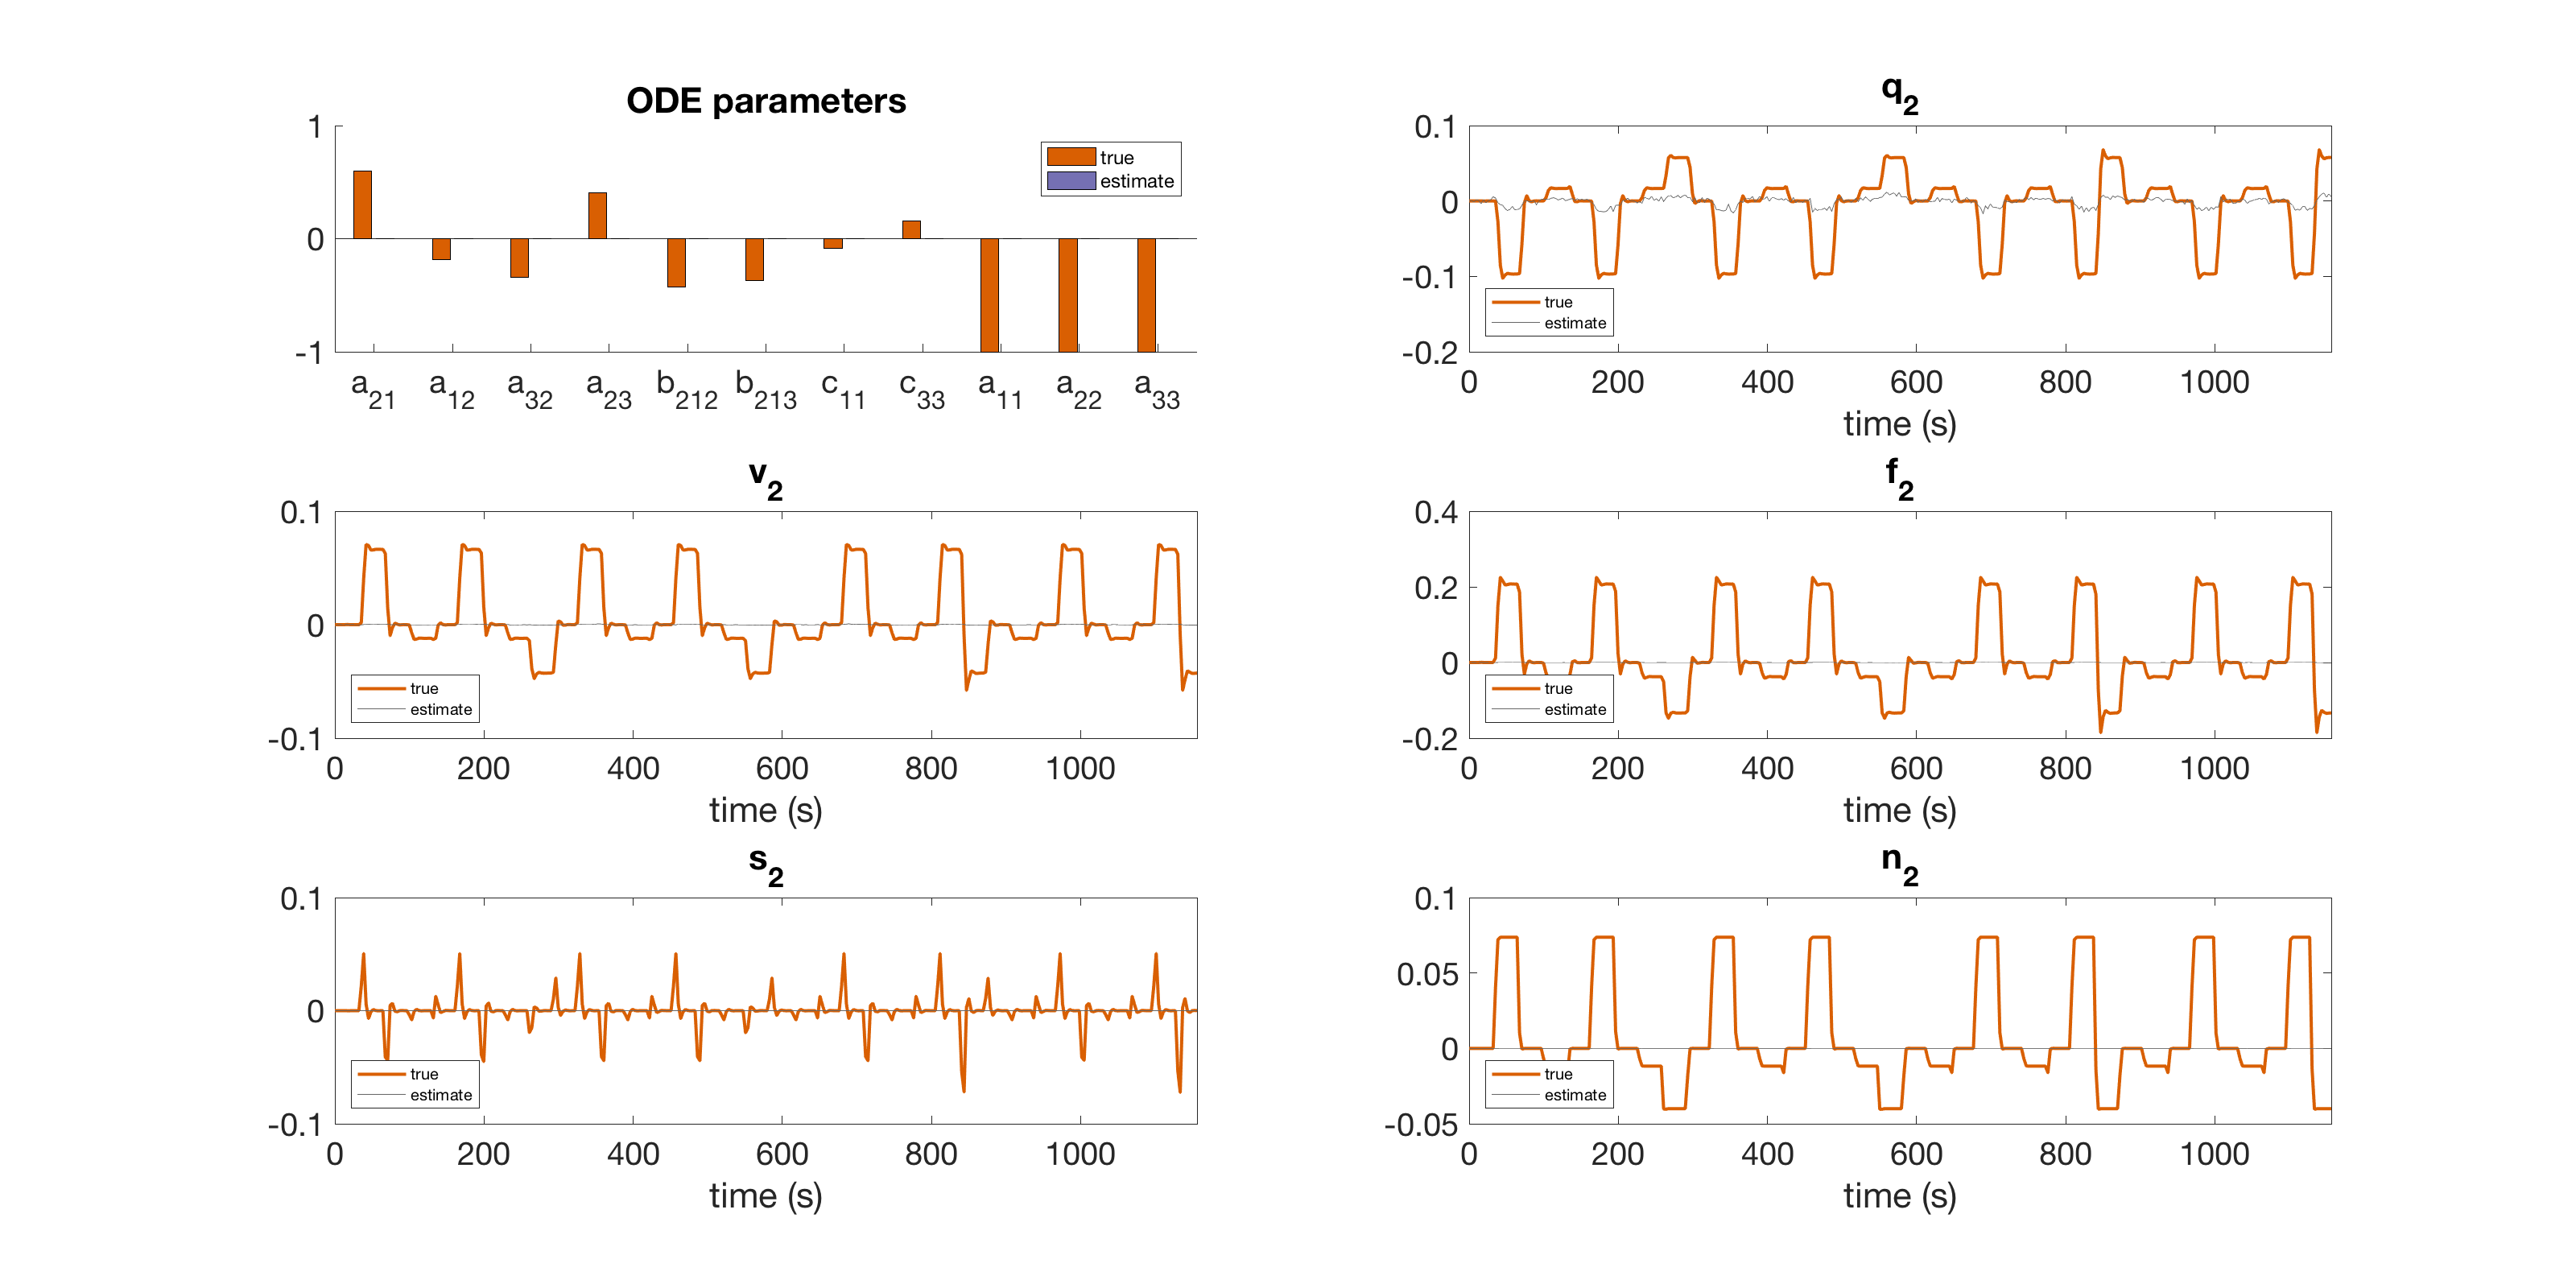 ODE parameters
1
0
-1
true
estimate
a21 a12 a32 a23 b212 b213 c11 c33 a11 a22 a33
q2
0.1
0
-0.1
-0.2
true
estimate
0 200 400 600 800 1000
time (s)
v2
0.1
0
-0.1
true
estimate
0 200 400 600 800 1000
time (s)
f2
0.4
0.2
0
-0.2
true
estimate
0 200 400 600 800 1000
time (s)
s2
0.1
0
-0.1
true
estimate
0 200 400 600 800 1000
time (s)
n2
0.1
0.05
0
-0.05
true
estimate
0 200 400 600 800 1000
time (s)